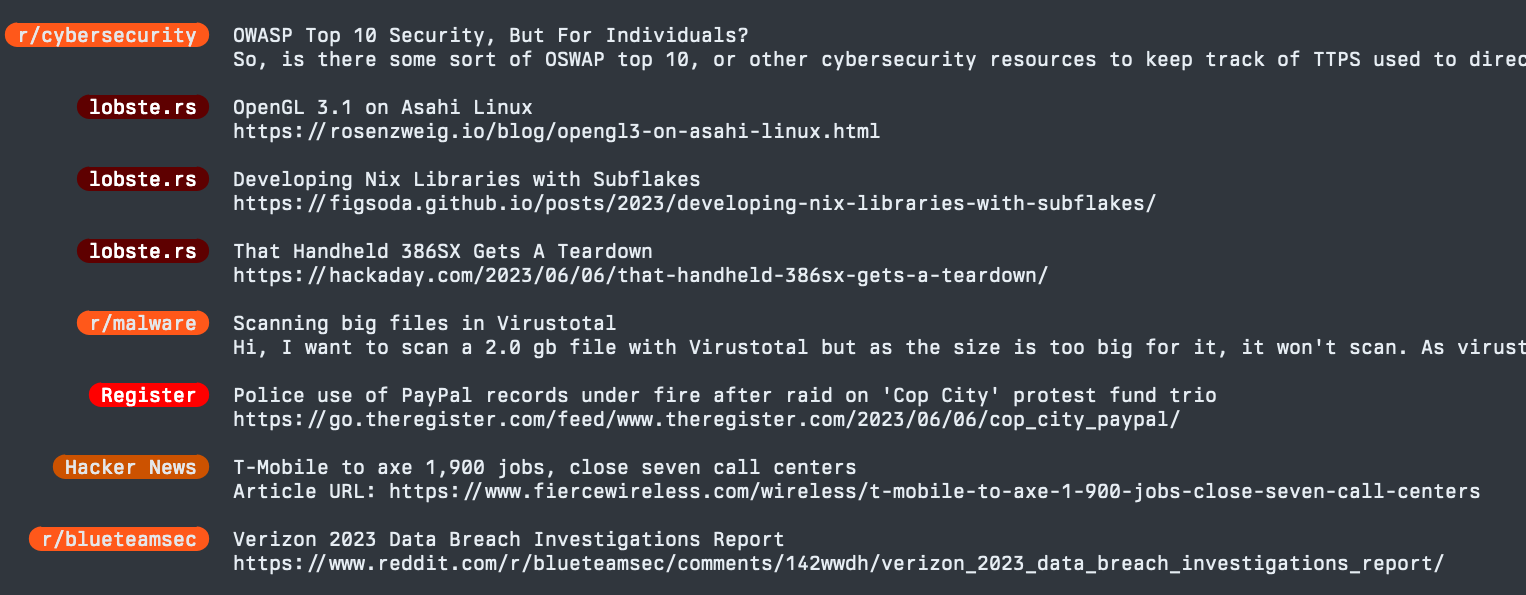 r/cybersecurity OWASP Top 10 Security, But For Individuals?
So, is there some sort of OSWAP top 10, or other cybersecurity resources to keep track of TTPS used to direc
lobste.rs OpenGL 3.1 on Asahi Linux
https://rosenzweig.io/blog/opengl3-on-asahi-linux.html
lobste.rs Developing Nix Libraries with Subflakes
https://figsoda.github.io/posts/2023/developing-nix-libraries-with-subflakes/
lobste.rs That Handheld 386SX Gets A Teardown
https://hackaday.com/2023/06/06/that-handheld-386sx-gets-a-teardown/
r/malware Scanning big files in Virustotal
Hi, I want to scan a 2.0 gb file with Virustotal but as the size is too big for it, it won't scan. As virust
Register Police use of PayPal records under fire after raid on 'Cop City' protest fund trio
https://go.theregister.com/feed/www.theregister.com/2023/06/06/cop_city_paypal/
Hacker News T-Mobile to axe 1,900 jobs, close seven call centers
Article URL: https://www.fiercewireless.com/wireless/t-mobile-to-axe-1-900-jobs-close-seven-call-centers
r/blueteamsec Verizon 2023 Data Breach Investigations Report
https://www.reddit.com/r/blueteamsec/comments/142wwdh/verizon_2023_data_breach_investigations_report/